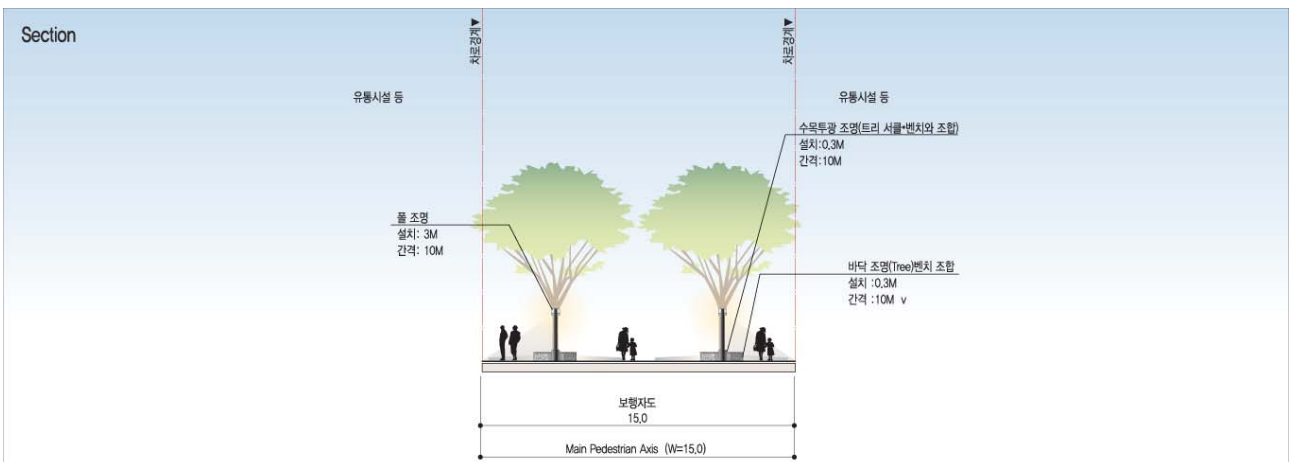 Section
차로경계▶
차로경계▶
유통시설 등
유통시설 등
수목투광 조명(트리 서클+벤치와 조합)
설치:0.3M
간격:10M
폴 조명
설치: 3M
간격: 10M
바닥 조명(Tree)벤치 조합
설치 :0.3M
간격 :10M v
보행자도
15.0
Main Pedestrian Axis (W=15.0)